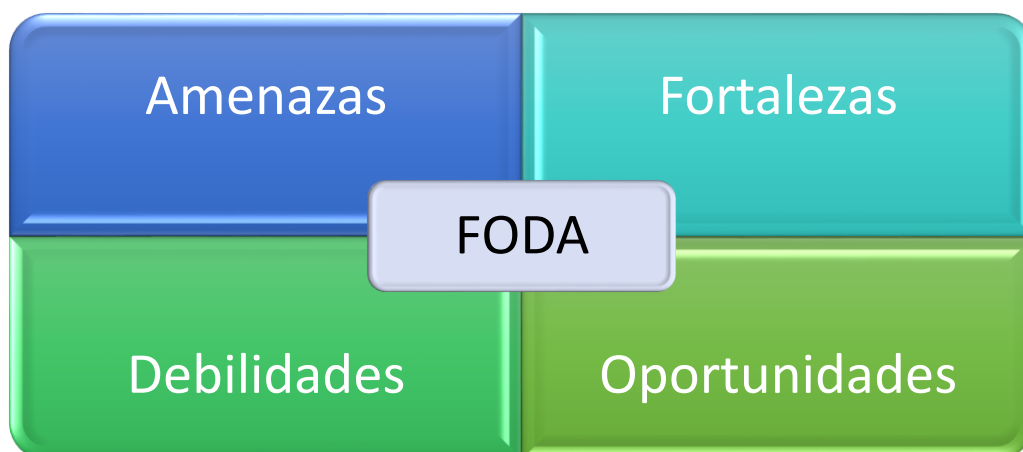 Amenazas
Fortalezas
FODA
Debilidades
Oportunidades